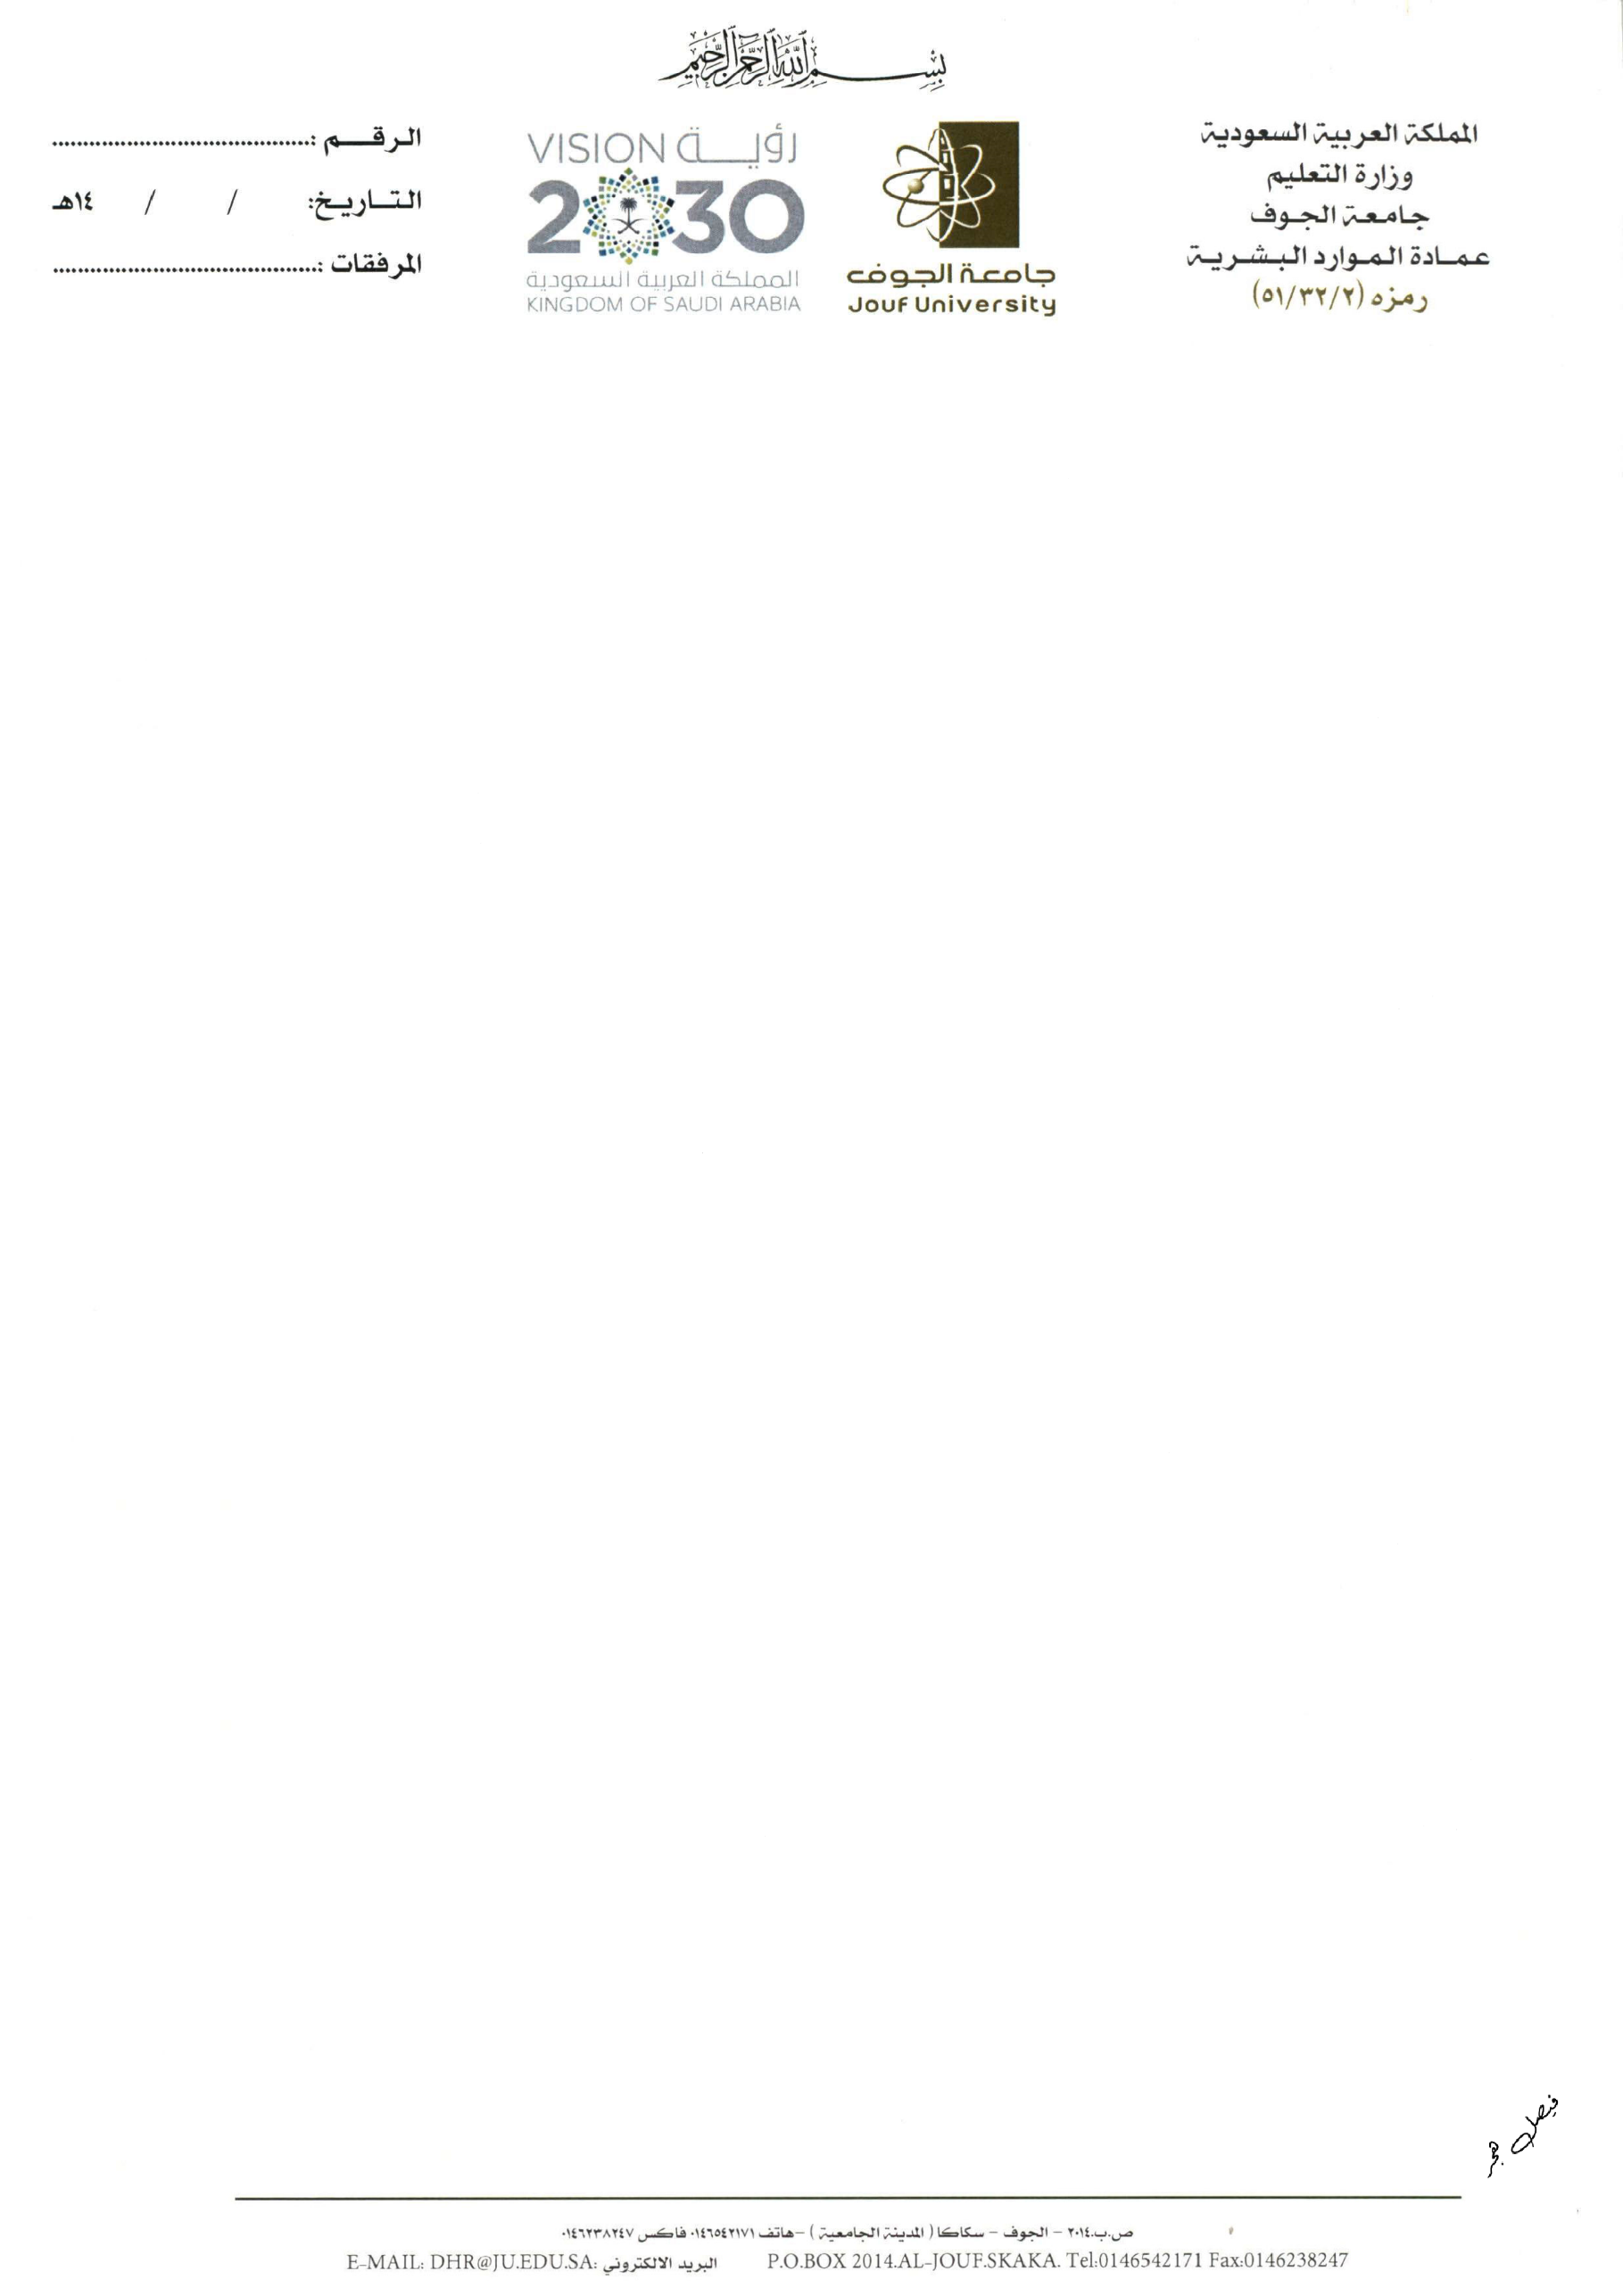 بسم الله الرحمن الرحيم
المملكة العربية السعودية
وزارة التعليم
جامعة الجوف
عمادة الموارد البشرية
رمزه (٥١/٣٢/٢)
جامعة الجوف
Jouf University
VISION رؤية
2030
المملكة العربية السعودية
KINGDOM OF SAUDI ARABIA
الرقم :......................................
التاريخ: / / ١٤هـ
المرفقات :......................................
فيصل
ص.ب.٢٠١٤ - الجوف - سكاكا ( المدينة الجامعية ) -هاتف ٠١٤٦٥٤٢١٧١ فاكس ٠١٤٦٢٣٨٢٤٧
E-MAIL: DHR@JU.EDU.SA: البريد الالكتروني P.O.BOX 2014.AL-JOUF.SKAKA. Tel:0146542171 Fax:0146238247